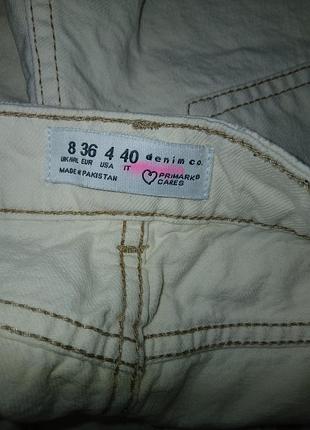 8 36 4 40 denim co.
UK/IRL EUR USA IT
MADE IN PAKISTAN
PRIMARK®
CARES